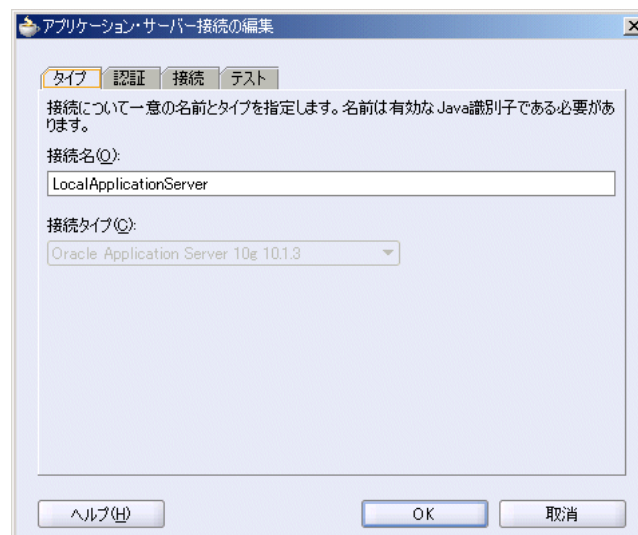 アプリケーション・サーバー接続の編集
タイプ 認証 接続 テスト
接続について一意の名前とタイプを指定します。名前は有効なJava識別子である必要があ
ります。
接続名(O):
LocalApplicationServer
接続タイプ(C):
Oracle Application Server 10g 10.1.3
ヘルプ(H) OK 取消